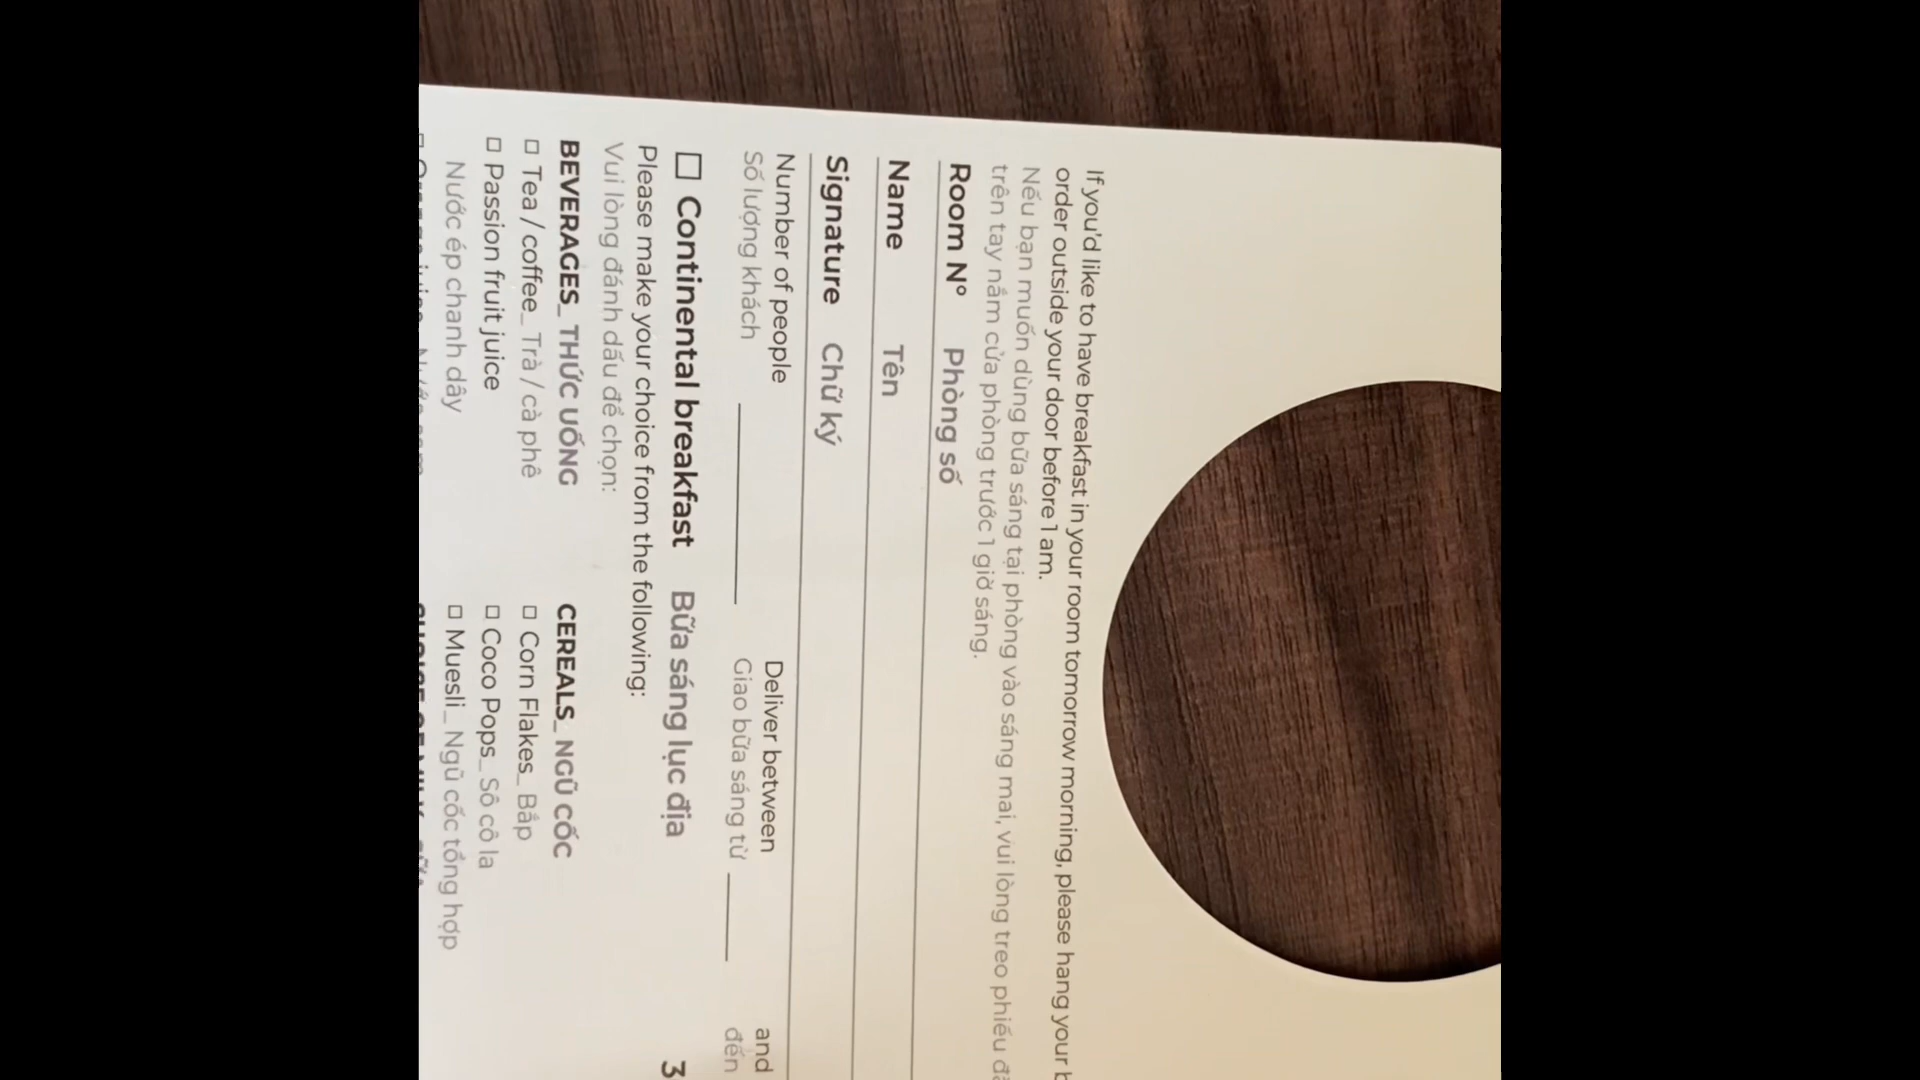 If you'd like to have breakfast in your room tomorrow morning, please hang your
order outside your door before 1 am.
Nếu bạn muốn dùng bữa sáng tại phòng vào sáng mai, vui lòng treo phiếu
trên tay nắm cửa phòng trước 1 giờ sáng.
Room N° Phòng số
Name Tên
Signature Chữ ký
Number of people Deliver between and
Số lượng khách Giao bữa sáng từ đến
Continental breakfast Bữa sáng lục địa 3
Please make your choice from the following:
Vui lòng đánh dấu để chọn:
BEVERAGES_ THỨC UỐNG
Tea / coffee_ Trà / cà phê
Passion fruit juice
Nước ép chanh dây
CEREALS_ NGŨ CỐC
Corn Flakes_ Bắp
Coco Pops_ Sô cô la
Muesli_ Ngũ cốc tổng hợp